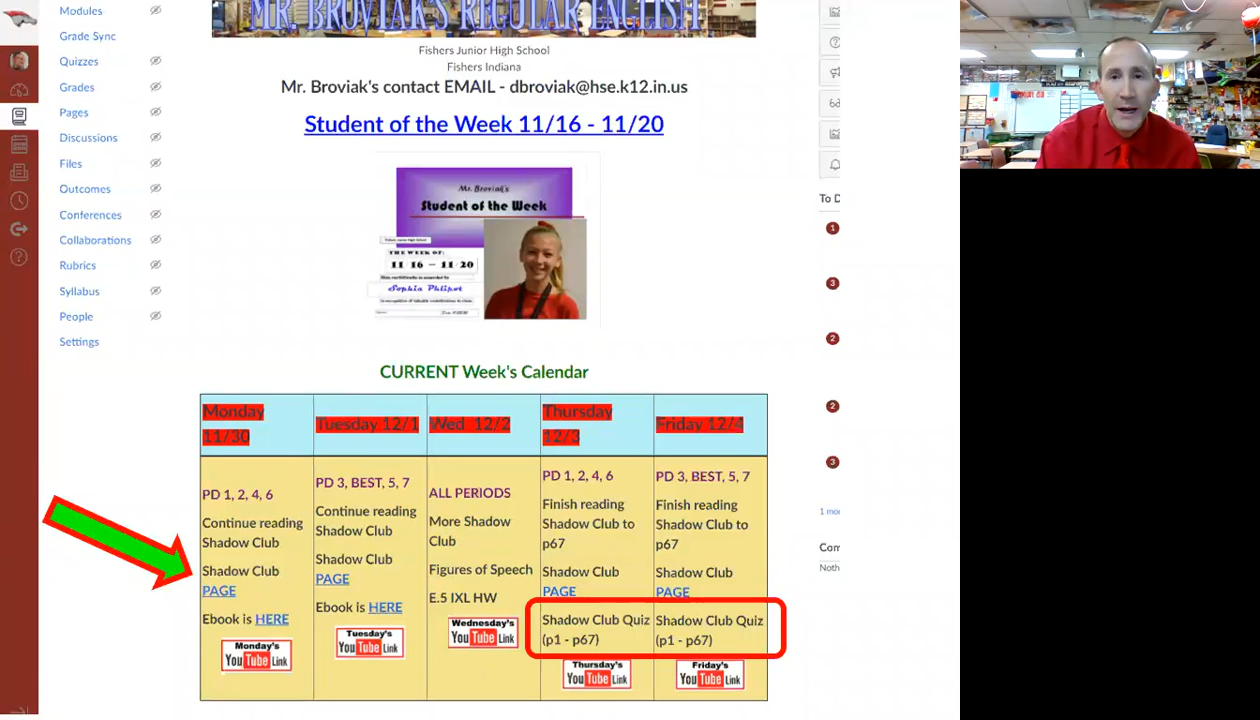 Modules
Grade Sync
Quizzes
Grades
Pages
Discussions
Files
Outcomes
Conferences
Collaborations
Rubrics
Syllabus
People
Settings
MR. BROVIAK'S REGULAR ENGLISH
Fishers Junior High School
Fishers Indiana
Mr. Broviak's contact EMAIL - dbroviak@hse.k12.in.us
Student of the Week 11/16 - 11/20
Mr. Broviak's
Student of the Week
THE WEEK OF:
11-16 - 11-20
Sophia Phlipot
CURRENT Week's Calendar
Monday
11/30
PD 1, 2, 4, 6
Continue reading
Shadow Club
Shadow Club
PAGE
Ebook is HERE
Monday's
YouTube Link
Tuesday 12/1
PD 3, BEST, 5, 7
Continue reading
Shadow Club
Shadow Club
PAGE
Ebook is HERE
Tuesday's
YouTube Link
Wed 12/2
ALL PERIODS
More Shadow
Club
Figures of Speech
E.5 IXL HW
Wednesday's
YouTube Link
Thursday
12/3
PD 1, 2, 4, 6
Finish reading
Shadow Club to
p67
Shadow Club
PAGE
Shadow Club Quiz
(p1 - p67)
Thursday's
YouTube Link
Friday 12/4
PD 3, BEST, 5, 7
Finish reading
Shadow Club to
p67
Shadow Club
PAGE
Shadow Club Quiz
(p1 - p67)
Friday's
YouTube Link
To D
1
3
2
2
3
1 mor
Com
Noth